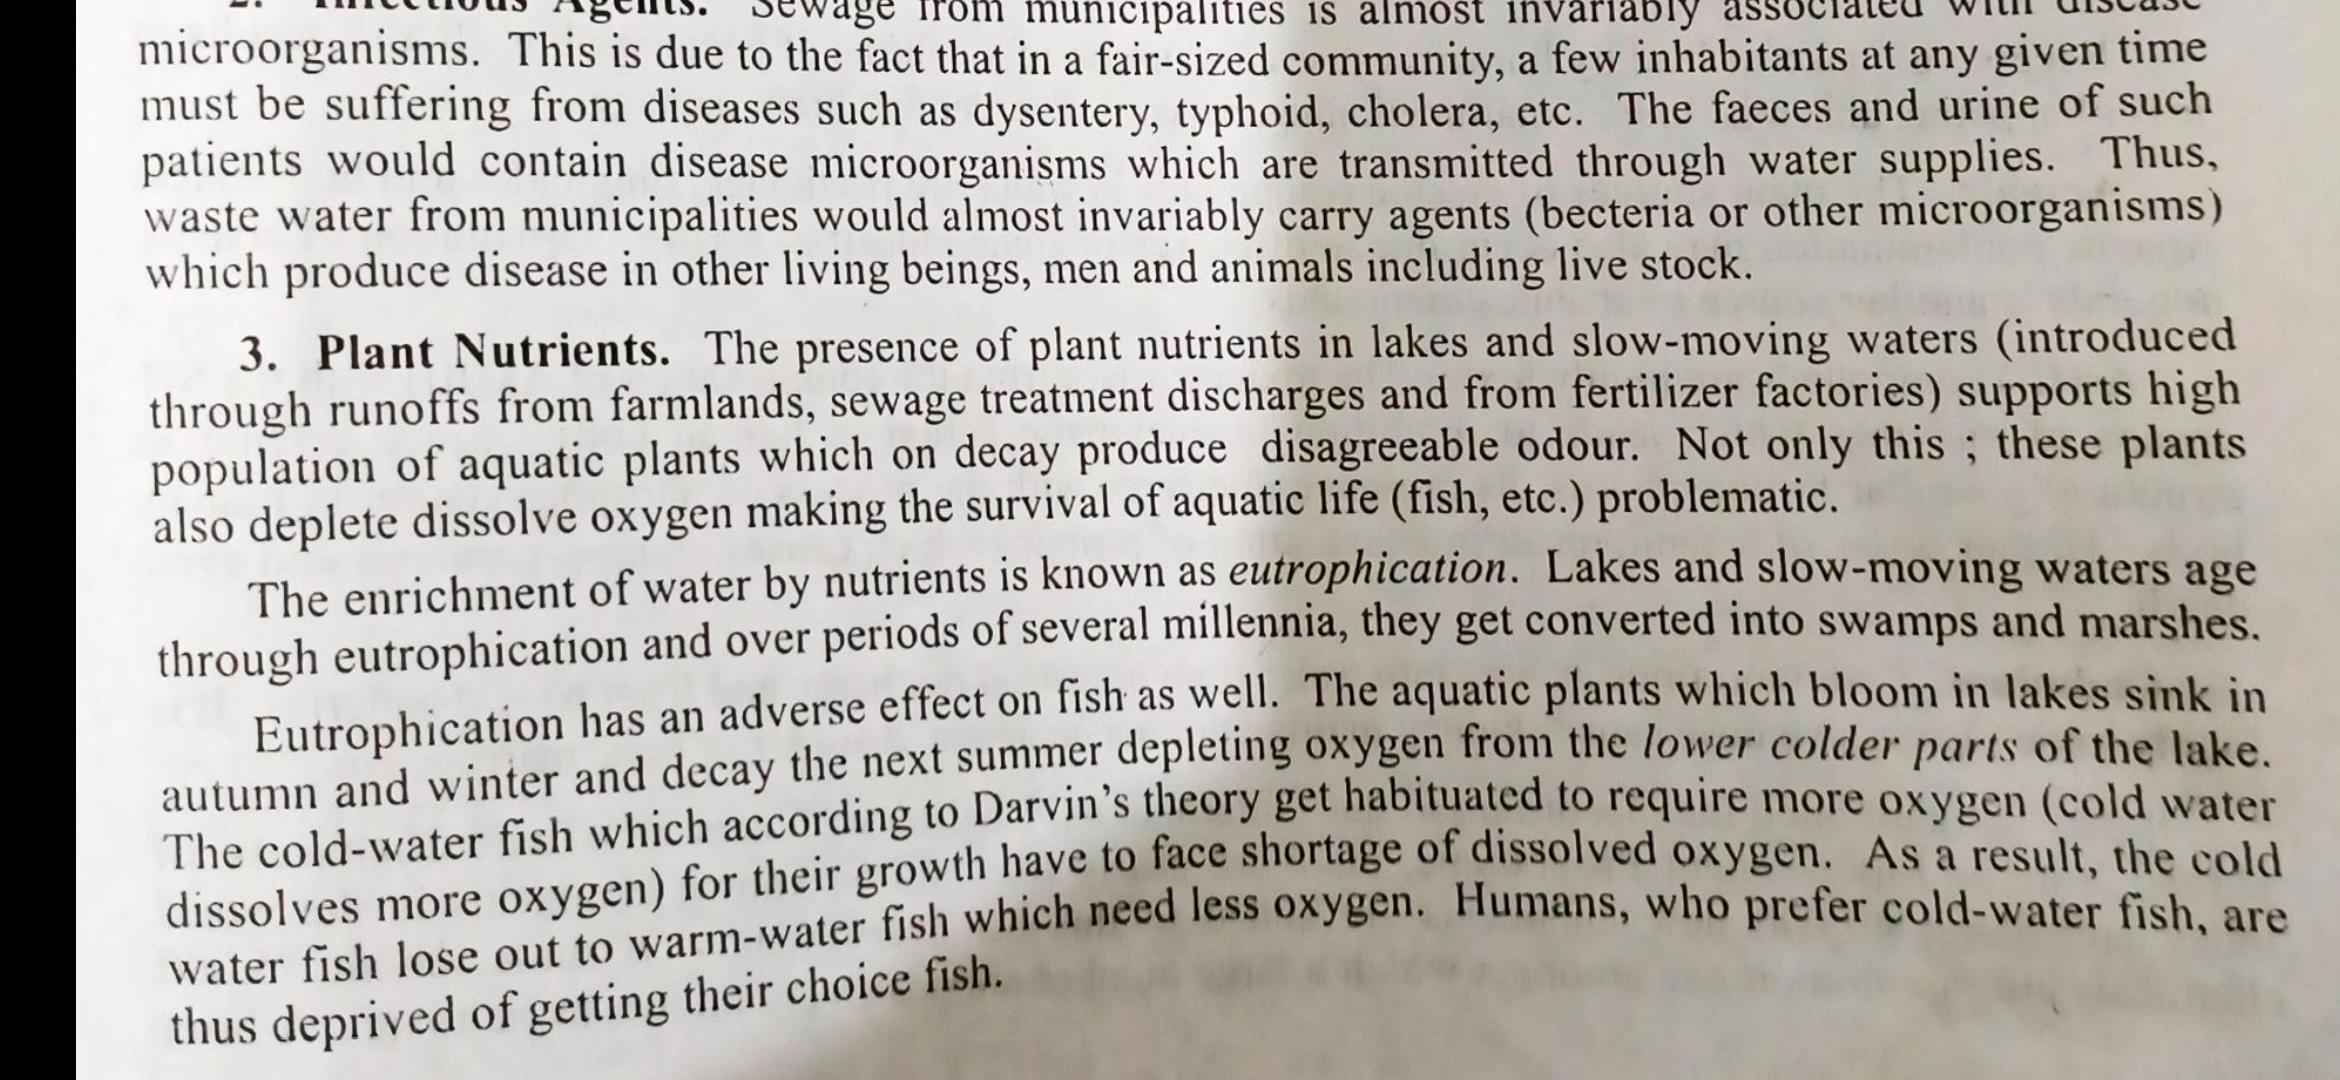 2. Infectious Agents. Sewage from municipalities is almost invariably associated with disease
microorganisms. This is due to the fact that in a fair-sized community, a few inhabitants at any given time
must be suffering from diseases such as dysentery, typhoid, cholera, etc. The faeces and urine of such
patients would contain disease microorganisms which are transmitted through water supplies. Thus,
waste water from municipalities would almost invariably carry agents (becteria or other microorganisms)
which produce disease in other living beings, men and animals including live stock.
3. Plant Nutrients. The presence of plant nutrients in lakes and slow-moving waters (introduced
through runoffs from farmlands, sewage treatment discharges and from fertilizer factories) supports high
population of aquatic plants which on decay produce disagreeable odour. Not only this ; these plants
also deplete dissolve oxygen making the survival of aquatic life (fish, etc.) problematic.
The enrichment of water by nutrients is known as eutrophication. Lakes and slow-moving waters age
through eutrophication and over periods of several millennia, they get converted into swamps and marshes.
Eutrophication has an adverse effect on fish as well. The aquatic plants which bloom in lakes sink in
autumn and winter and decay the next summer depleting oxygen from the lower colder parts of the lake.
The cold-water fish which according to Darvin's theory get habituated to require more oxygen (cold water
dissolves more oxygen) for their growth have to face shortage of dissolved oxygen. As a result, the cold
water fish lose out to warm-water fish which need less oxygen. Humans, who prefer cold-water fish, are
thus deprived of getting their choice fish.